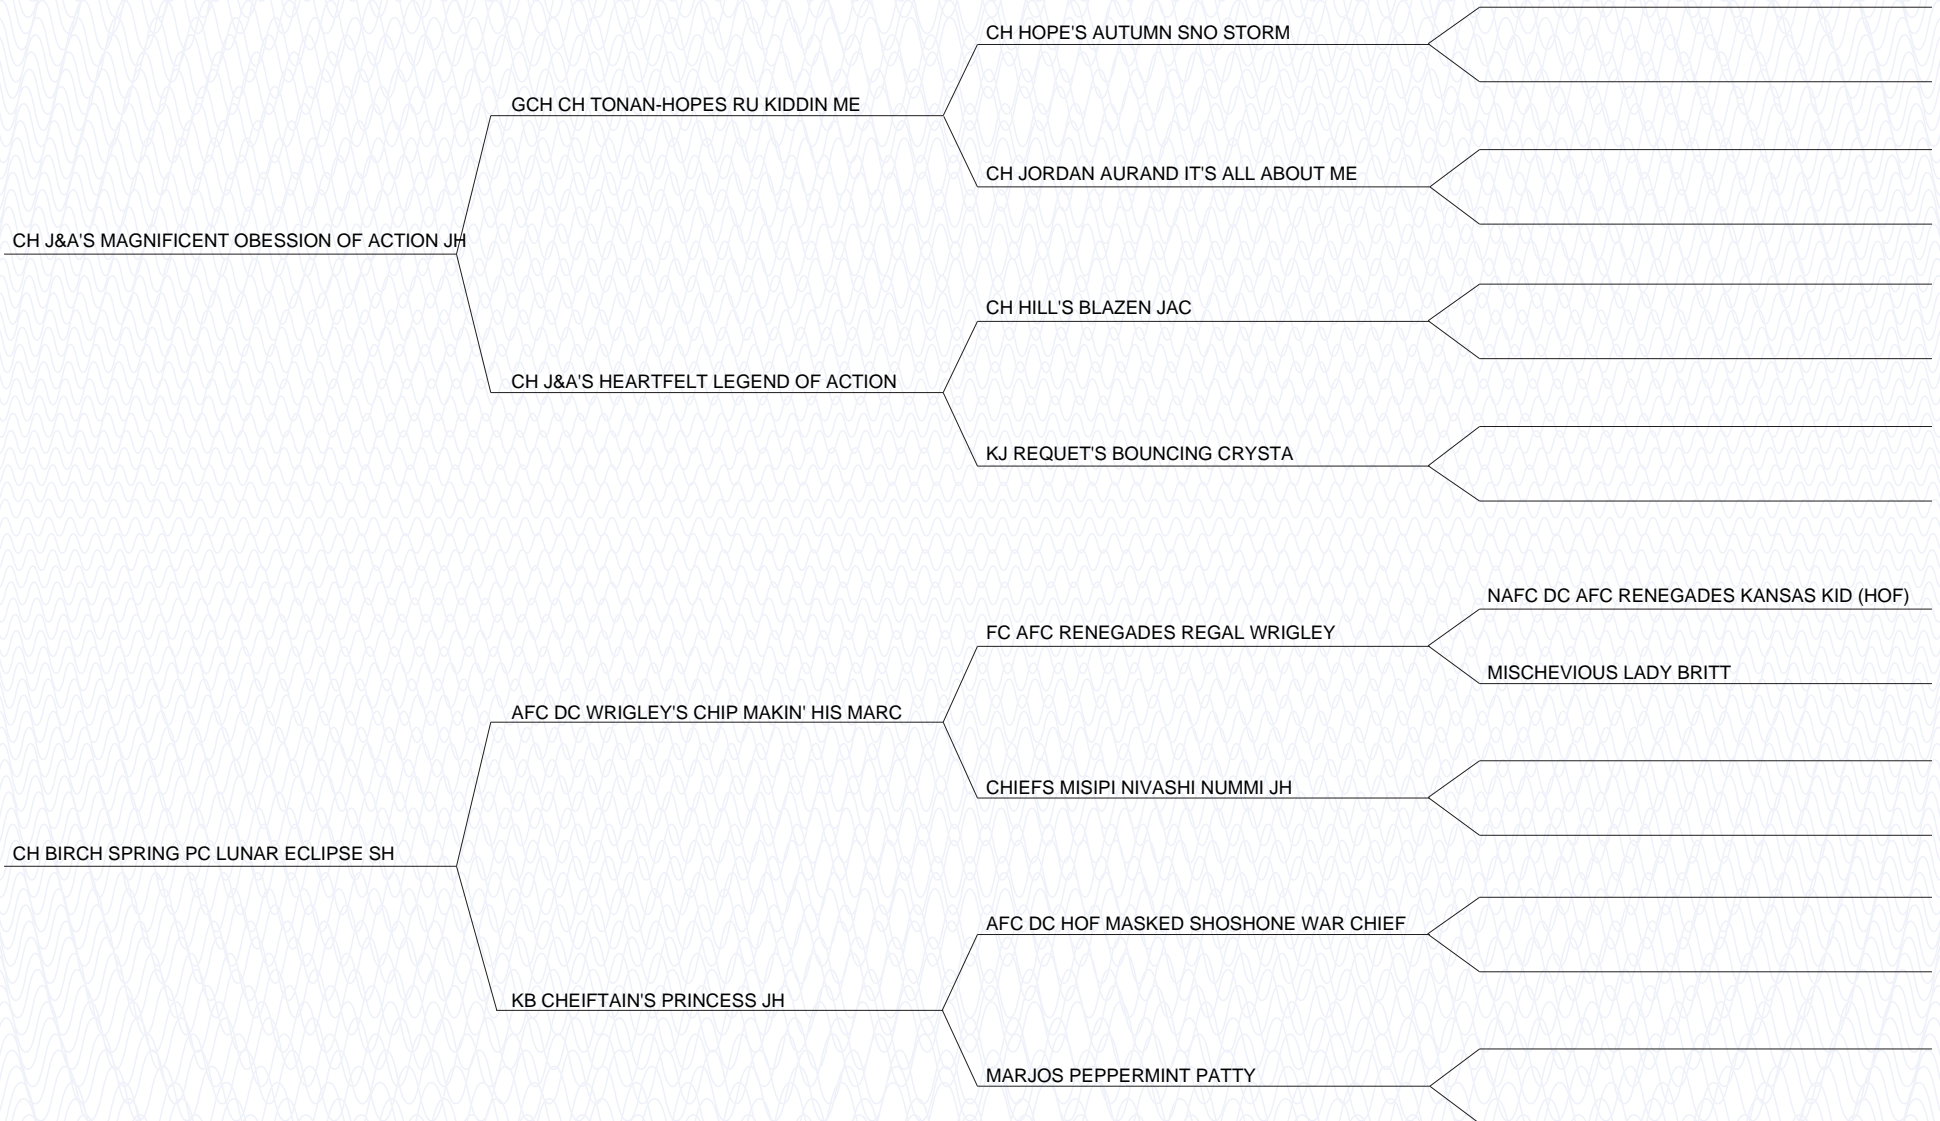 CH HOPE'S AUTUMN SNO STORM
GCH CH TONAN-HOPES RU KIDDIN ME
CH JORDAN AURAND IT'S ALL ABOUT ME
CH J&A'S MAGNIFICENT OBESSION OF ACTION JH
CH HILL'S BLAZEN JAC
CH J&A'S HEARTFELT LEGEND OF ACTION
KJ REQUET'S BOUNCING CRYSTA
NAFC DC AFC RENEGADES KANSAS KID (HOF)
FC AFC RENEGADES REGAL WRIGLEY
MISCHEVIOUS LADY BRITT
AFC DC WRIGLEY'S CHIP MAKIN' HIS MARC
CHIEFS MISIPI NIVASHI NUMMI JH
CH BIRCH SPRING PC LUNAR ECLIPSE SH
AFC DC HOF MASKED SHOSHONE WAR CHIEF
KB CHEIFTAIN'S PRINCESS JH
MARJOS PEPPERMINT PATTY